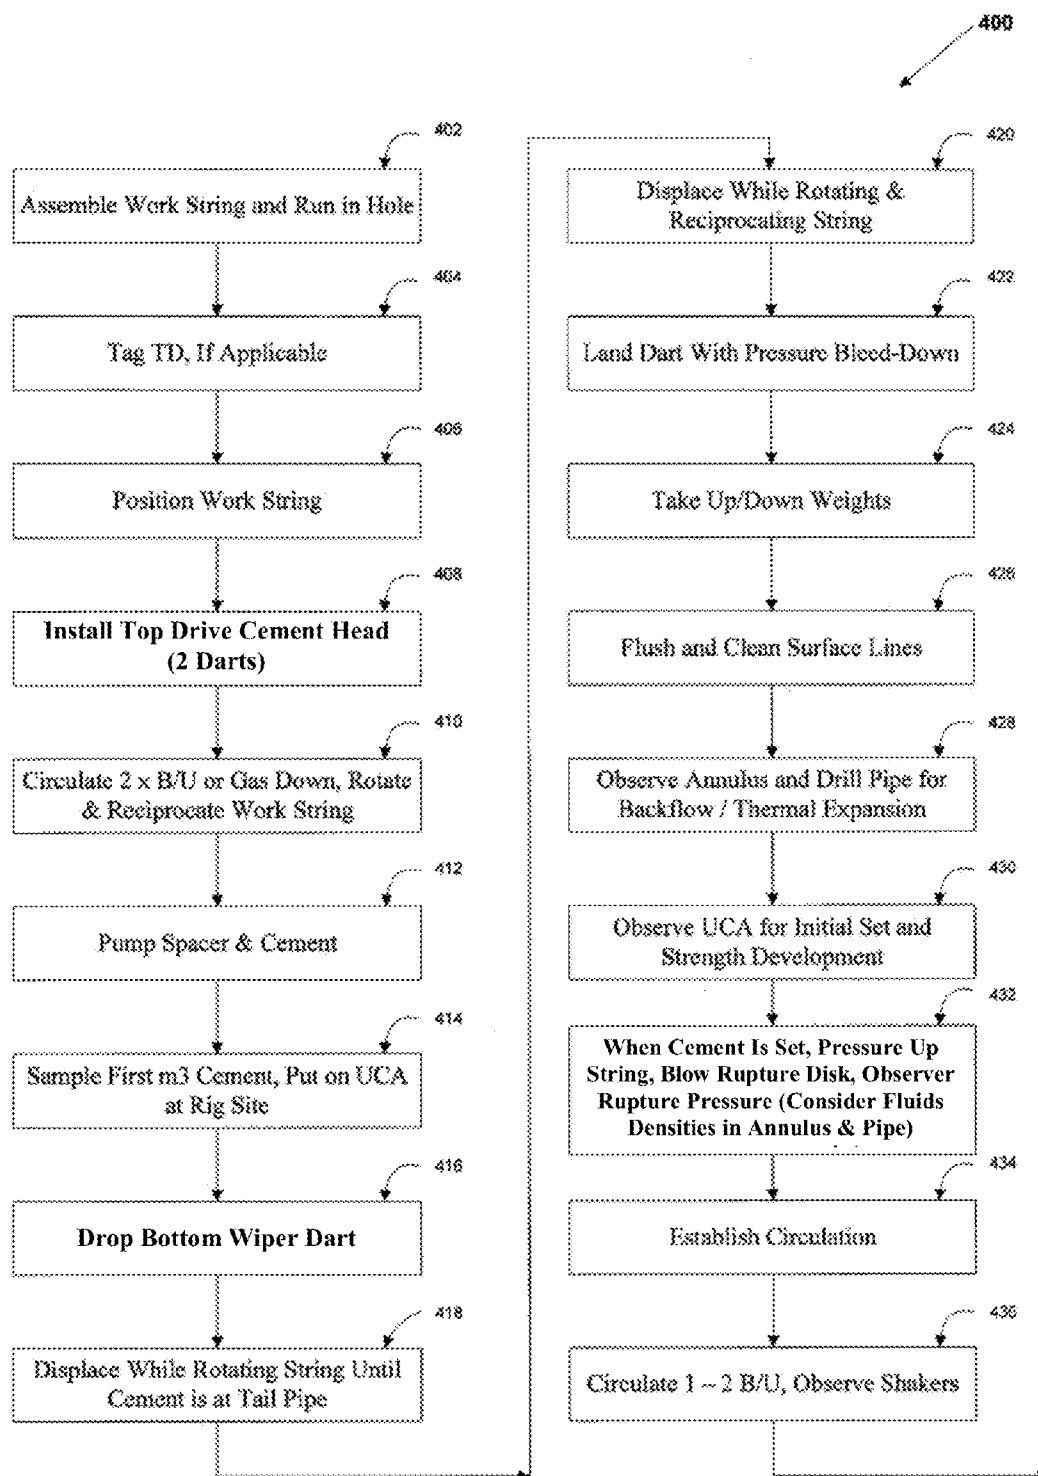 400
402
Assemble Work String and Run in Hole
404
Tag TD, If Applicable
406
Position Work String
408
Install Top Drive Cement Head
(2 Darts)
410
Circulate 2 x B/U or Gas Down, Rotate
& Reciprocate Work String
412
Pump Spacer & Cement
414
Sample First m3 Cement, Put on UCA
at Rig Site
416
Drop Bottom Wiper Dart
418
Displace While Rotating String Until
Cement is at Tail Pipe
420
Displace While Rotating &
Reciprocating String
422
Land Dart With Pressure Bleed-Down
424
Take Up/Down Weights
426
Flush and Clean Surface Lines
428
Observe Annulus and Drill Pipe for
Backflow / Thermal Expansion
430
Observe UCA for Initial Set and
Strength Development
432
When Cement Is Set, Pressure Up
String, Blow Rupture Disk, Observer
Rupture Pressure (Consider Fluids
Densities in Annulus & Pipe)
434
Establish Circulation
436
Circulate 1 ~ 2 B/U, Observe Shakers